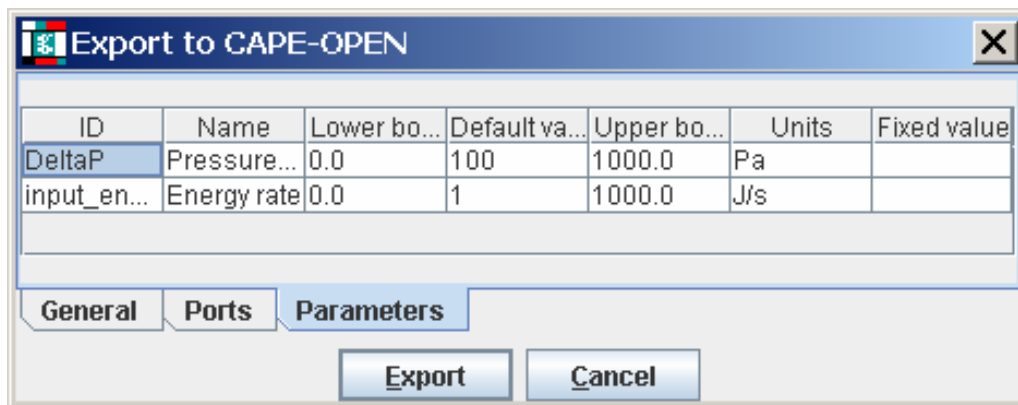 Export to CAPE-OPEN
ID Name Lower bo... Default va... Upper bo... Units Fixed value
DeltaP Pressure... 0.0 100 1000.0 Pa
input_en... Energy rate 0.0 1 1000.0 J/s
General Ports Parameters
Export Cancel